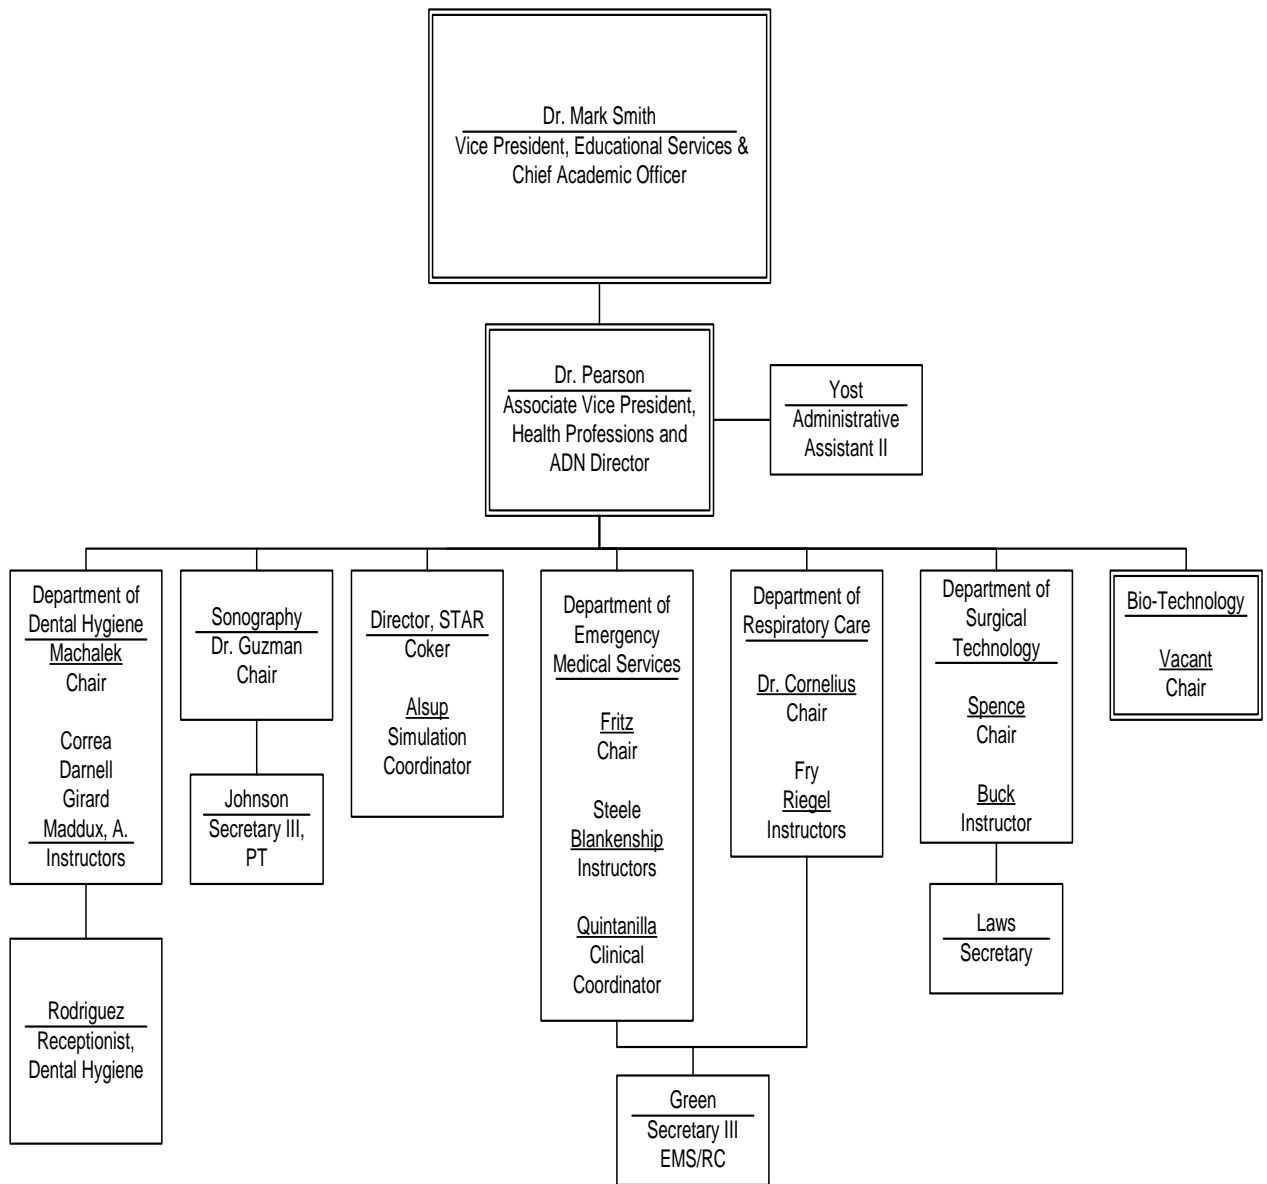 Dr. Mark Smith
Vice President, Educational Services &
Chief Academic Officer
Dr. Pearson
Associate Vice President,
Health Professions and
ADN Director
Yost
Administrative
Assistant II
Department of
Dental Hygiene
Machalek
Chair
Correa
Darnell
Girard
Maddux, A.
Instructors
Rodriguez
Receptionist,
Dental Hygiene
Sonography
Dr. Guzman
Chair
Johnson
Secretary III,
PT
Director, STAR
Coker
Alsup
Simulation
Coordinator
Department of
Emergency
Medical Services
Fritz
Chair
Steele
Blankenship
Instructors
Quintanilla
Clinical
Coordinator
Department of
Respiratory Care
Dr. Cornelius
Chair
Fry
Riegel
Instructors
Green
Secretary III
EMS/RC
Department of
Surgical
Technology
Spence
Chair
Buck
Instructor
Laws
Secretary
Bio-Technology
Vacant
Chair